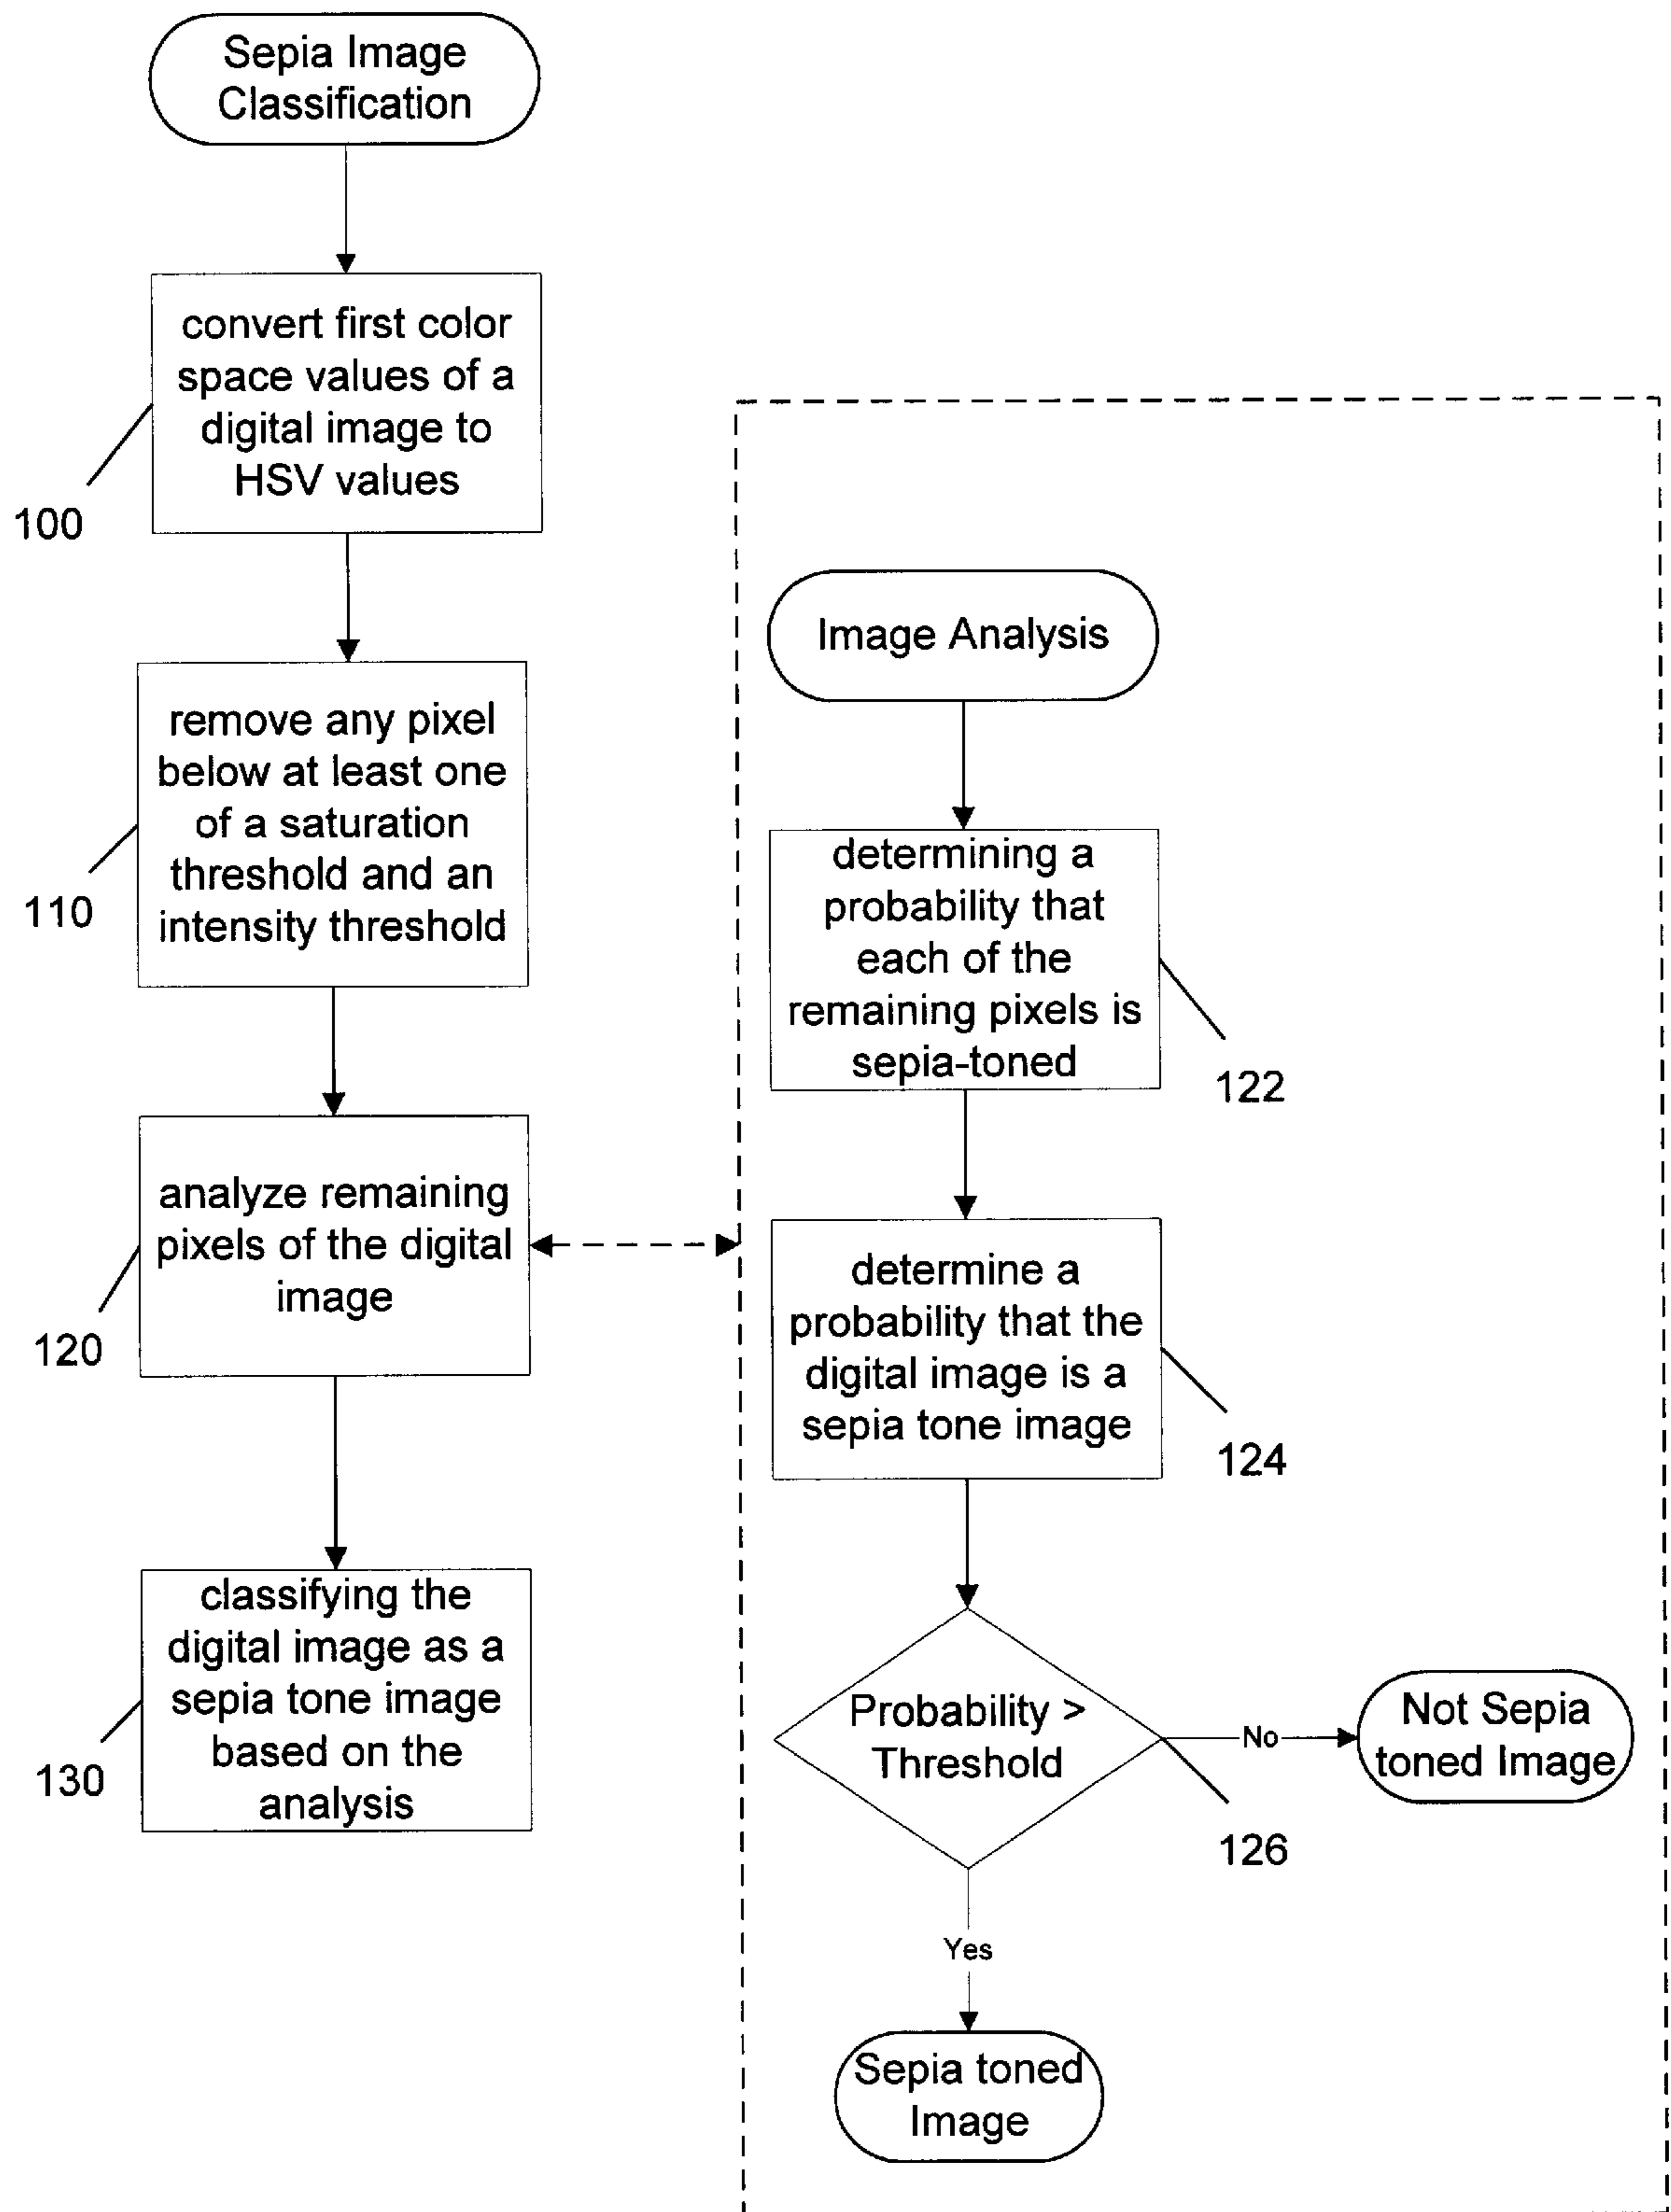 Sepia Image
Classification
convert first color
space values of a
digital image to
HSV values
100
remove any pixel
below at least one
of a saturation
threshold and an
intensity threshold
110
analyze remaining
pixels of the digital
image
120
classifying the
digital image as a
sepia tone image
based on the
analysis
130
Image Analysis
determining a
probability that
each of the
remaining pixels is
sepia-toned
122
determine a
probability that the
digital image is a
sepia tone image
124
Probability >
Threshold
126
No
Not Sepia
toned Image
Yes
Sepia toned
Image